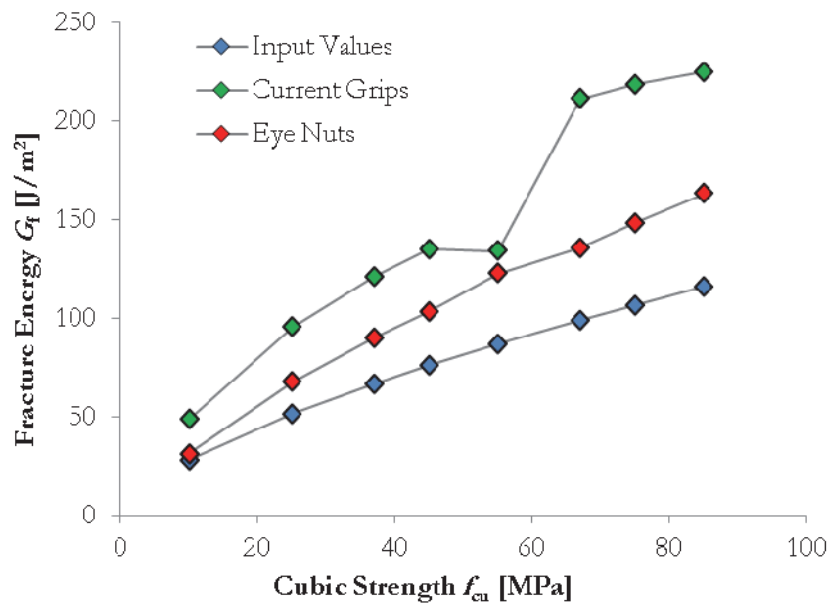 250
200
150
100
50
0
Fracture Energy Gf [J/m²]
Input Values
Current Grips
Eye Nuts
0 20 40 60 80 100
Cubic Strength fcu [MPa]